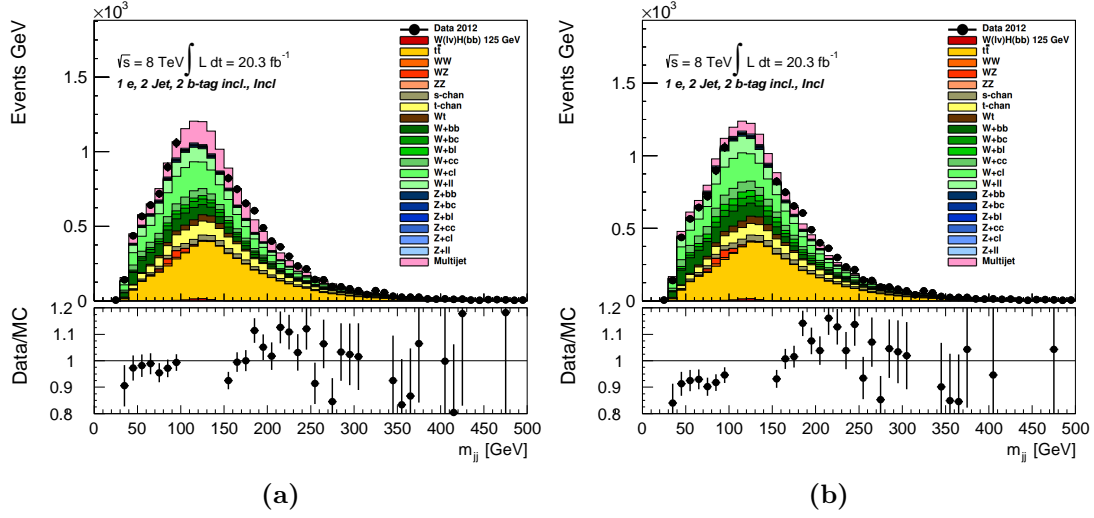 ×10³
Events GeV
1.5
1
0.5
0
√s = 8 TeV ∫ L dt = 20.3 fb⁻¹
1 e, 2 Jet, 2 b-tag incl., Incl
Data 2012
W(lv)H(bb) 125 GeV
tt̄
WW
WZ
ZZ
s-chan
t-chan
Wt
W+bb
W+bc
W+bl
W+cc
W+cl
W+ll
Z+bb
Z+bc
Z+bl
Z+cc
Z+cl
Z+ll
Multijet
Data/MC
1.2
1.1
1
0.9
0.8
0 50 100 150 200 250 300 350 400 450 500
m_jj [GeV]
(a)
×10³
Events GeV
1.5
1
0.5
0
√s = 8 TeV ∫ L dt = 20.3 fb⁻¹
1 e, 2 Jet, 2 b-tag incl., Incl
Data 2012
W(lv)H(bb) 125 GeV
tt̄
WW
WZ
ZZ
s-chan
t-chan
Wt
W+bb
W+bc
W+bl
W+cc
W+cl
W+ll
Z+bb
Z+bc
Z+bl
Z+cc
Z+cl
Z+ll
Multijet
Data/MC
1.2
1.1
1
0.9
0.8
0 50 100 150 200 250 300 350 400 450 500
m_jj [GeV]
(b)